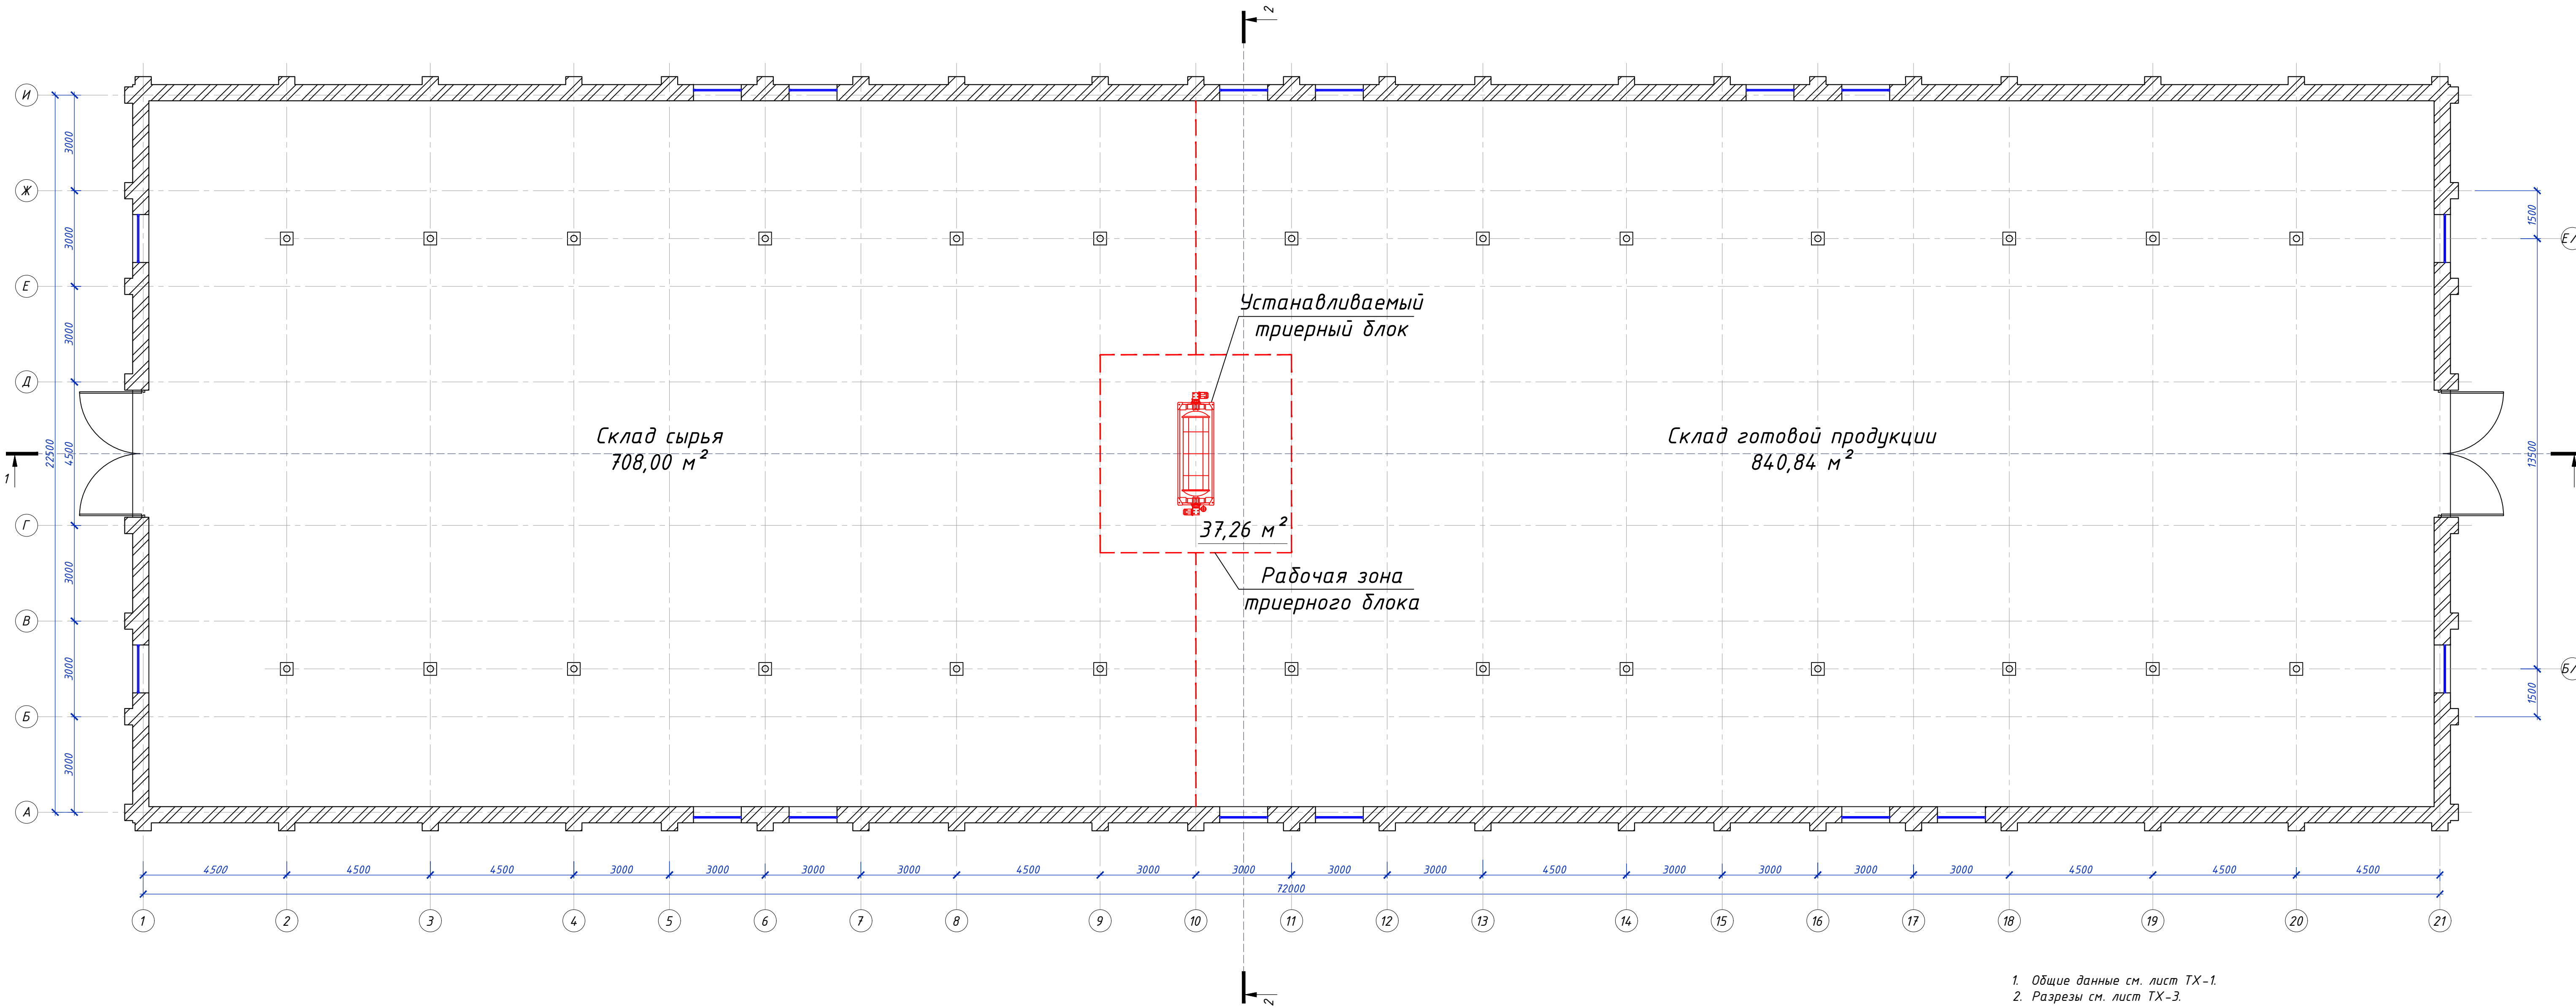 2
И
3000
Ж
3000
1500
Е/
Е
3000
Устанавливаемый
триерный блок
Д
22500
4500
Склад сырья
708,00 м²
Склад готовой продукции
840,84 м²
13500
1
Г
37,26 м²
3000
Рабочая зона
триерного блока
В
3000
Б/
1500
Б
3000
А
4500 4500 4500 3000 3000 3000 3000 4500 3000 3000 3000 3000 4500 3000 3000 3000 3000 4500 4500 4500
72000
1 2 3 4 5 6 7 8 9 10 11 12 13 14 15 16 17 18 19 20 21
1. Общие данные см. лист ТХ-1.
2. Разрезы см. лист ТХ-3.
2